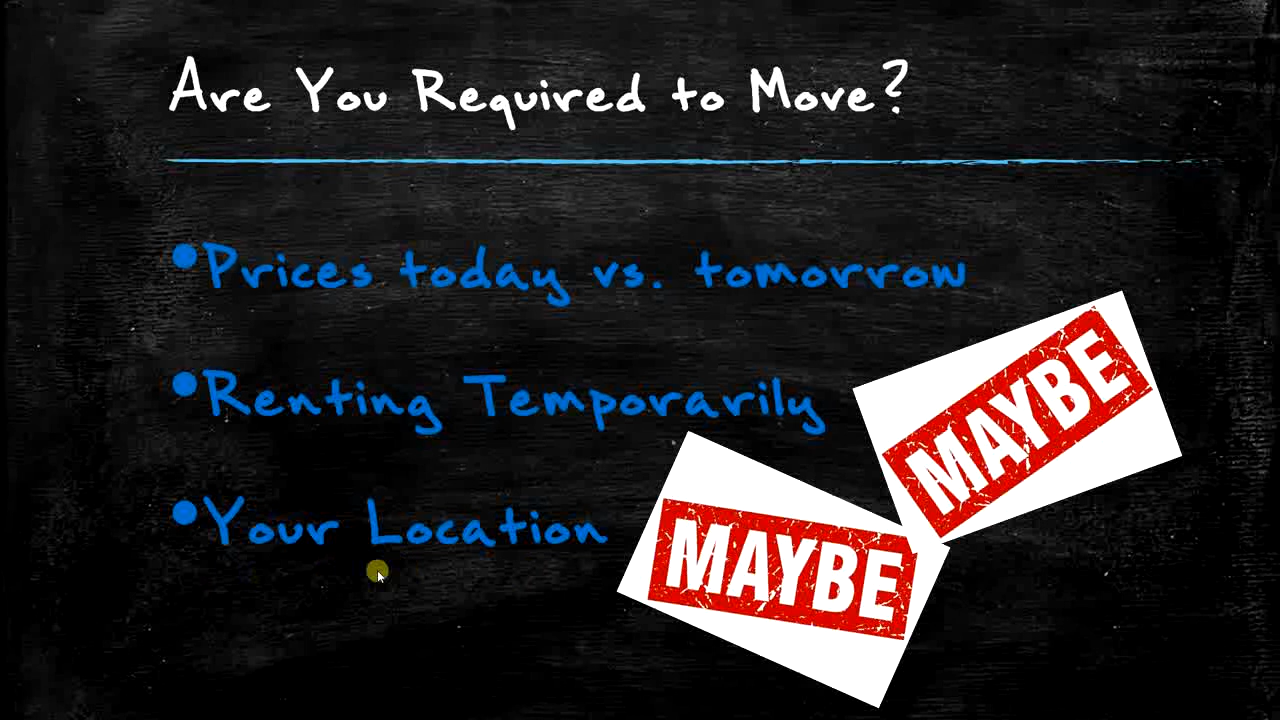 Are You Required to Move?
•Prices today vs. tomorrow
•Renting Temporarily
•Your Location
MAYBE
MAYBE